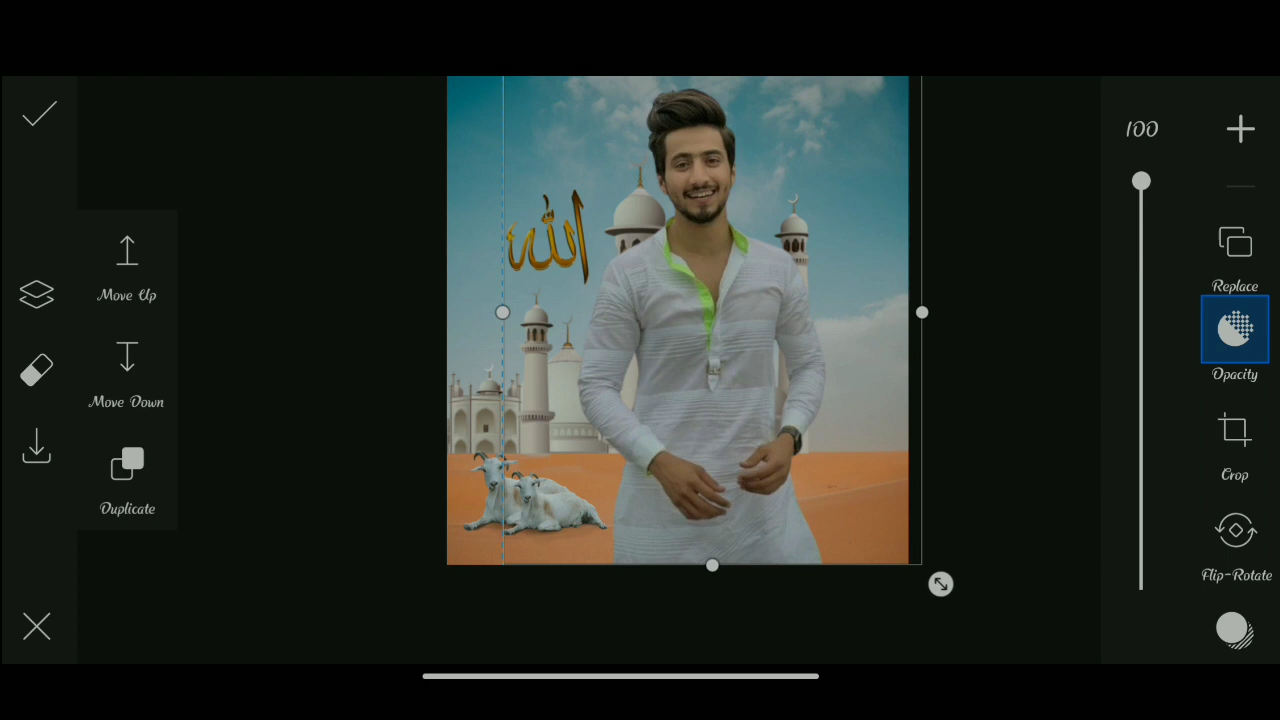 100
Move Up
Move Down
Duplicate
الله
Replace
Opacity
Crop
Flip-Rotate